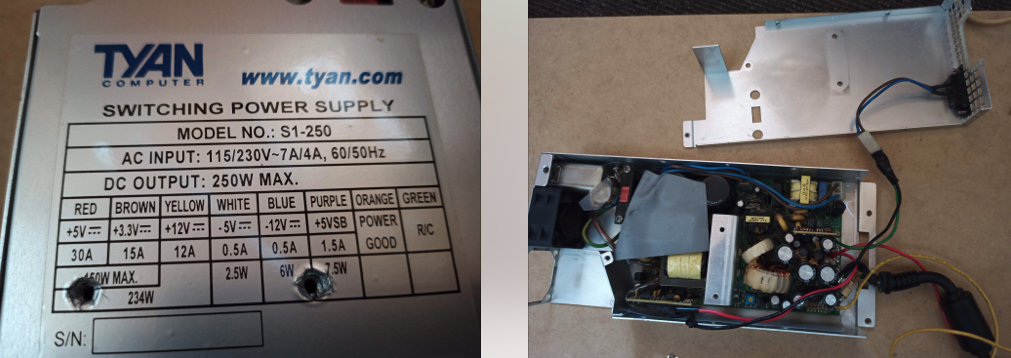 TYAN
COMPUTER
www.tyan.com
SWITCHING POWER SUPPLY
MODEL NO.: S1-250
AC INPUT: 115/230V~7A/4A, 60/50Hz
DC OUTPUT: 250W MAX.
RED BROWN YELLOW WHITE BLUE PURPLE ORANGE GREEN
+5V⎓ +3.3V⎓ +12V⎓ -5V⎓ -12V⎓ +5VSB POWER GOOD R/C
30A 15A 12A 0.5A 0.5A 1.5A
150W MAX. 2.5W 6W 7.5W
234W
S/N: